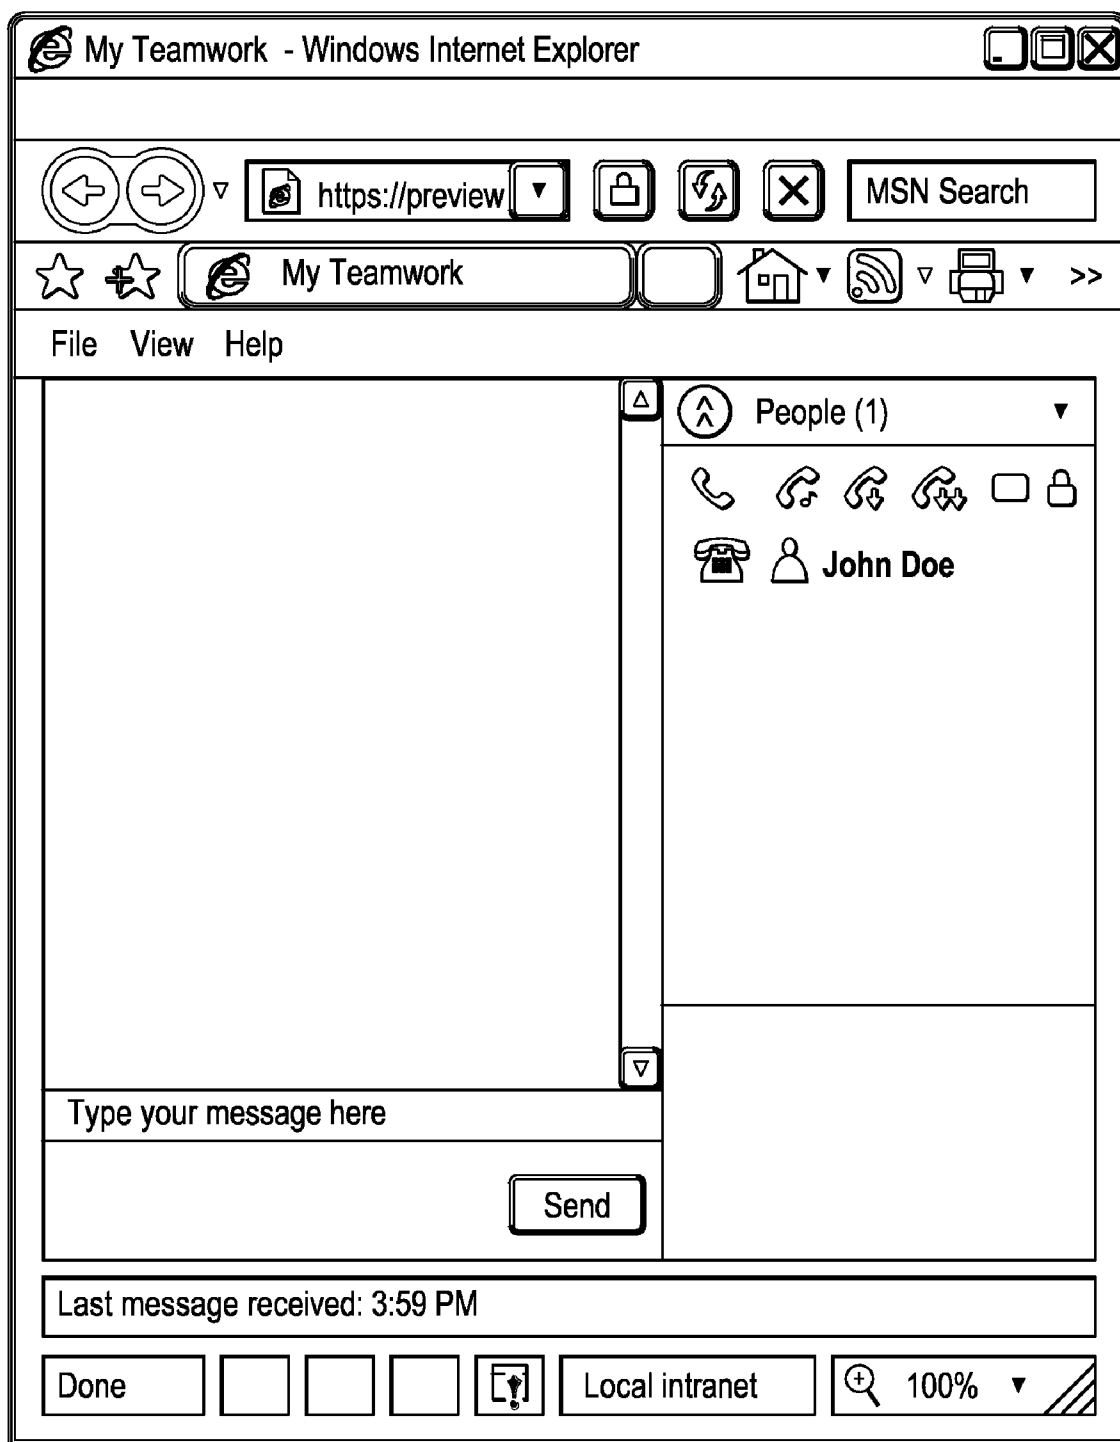 My Teamwork - Windows Internet Explorer
https://preview
MSN Search
My Teamwork
>>
File View Help
People (1)
John Doe
Type your message here
Send
Last message received: 3:59 PM
Done
Local intranet
100%